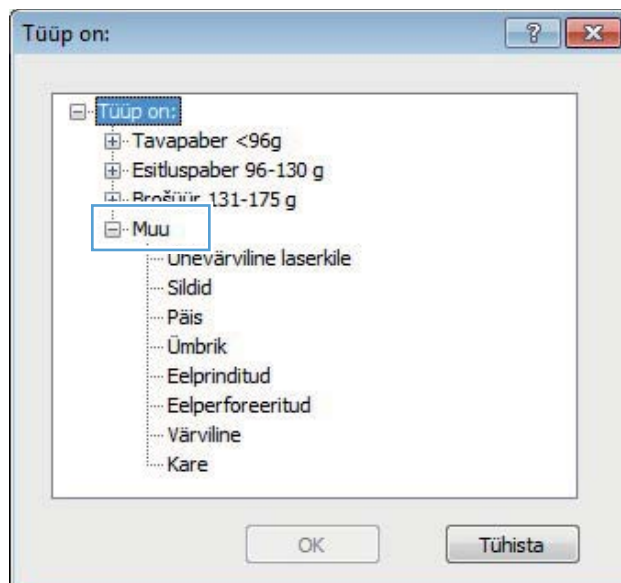 Tüüp on:
Tüüp on:
Tavapaber <96g
Esitluspaber 96-130 g
Brošüür 131-175 g
Muu
Ühevärviline laserkile
Sildid
Päis
Ümbrik
Eelprinditud
Eelperforeeritud
Värviline
Kare
OK
Tühista